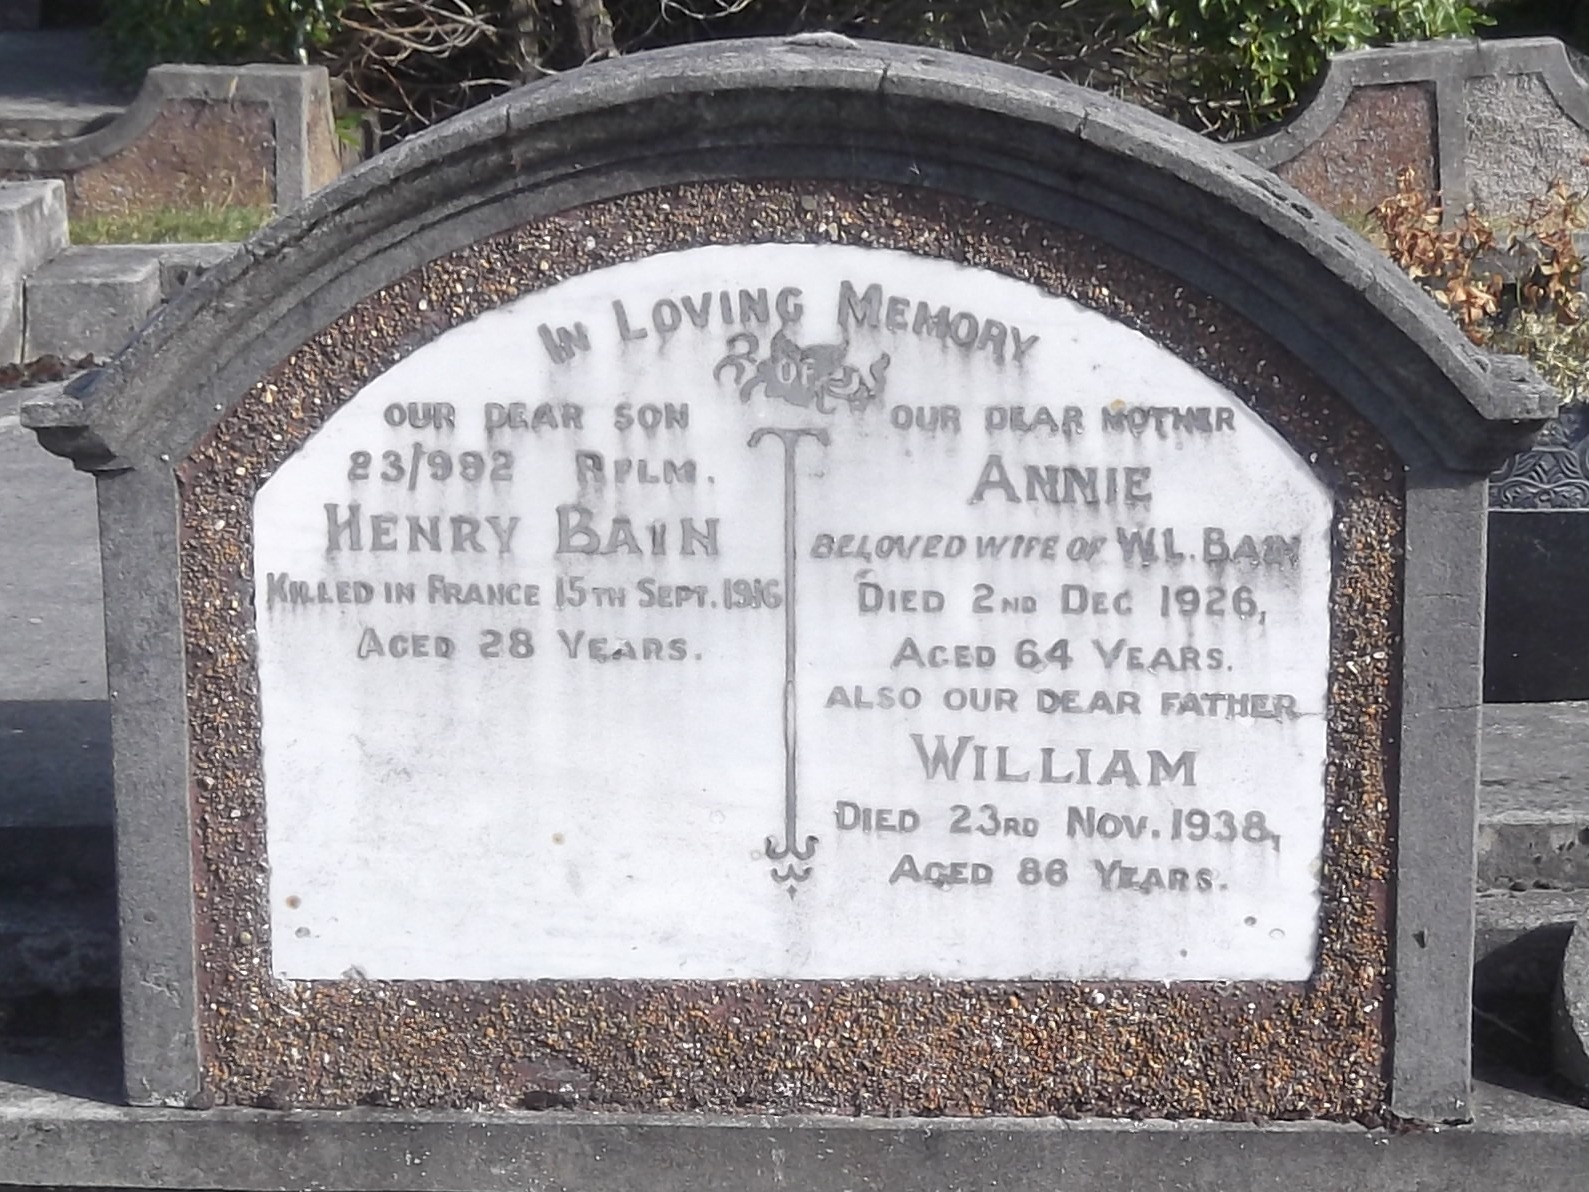 IN LOVING MEMORY
OF
OUR DEAR SON
23/992 RFLM.
HENRY BAIN
KILLED IN FRANCE 15TH SEPT. 1916
AGED 28 YEARS.
OUR DEAR MOTHER
ANNIE
BELOVED WIFE OF W.L. BAIN
DIED 2ND DEC 1926,
AGED 64 YEARS.
ALSO OUR DEAR FATHER
WILLIAM
DIED 23RD NOV. 1938,
AGED 86 YEARS.